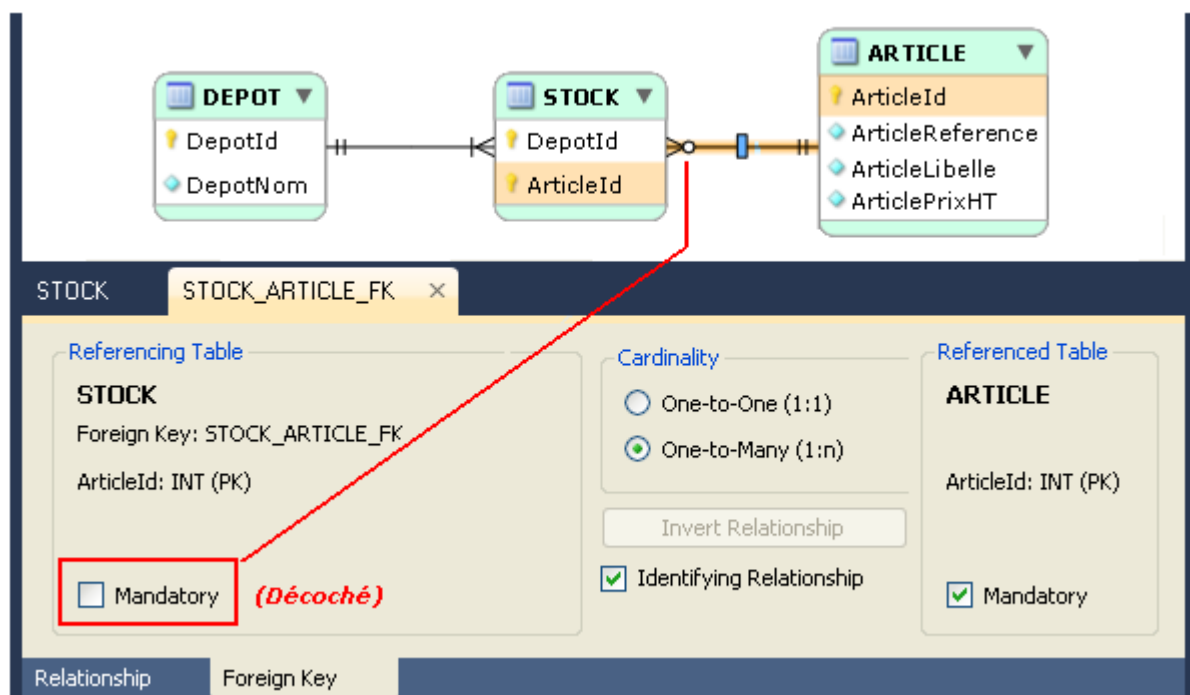 DEPOT
DepotId
DepotNom
STOCK
DepotId
ArticleId
ARTICLE
ArticleId
ArticleReference
ArticleLibelle
ArticlePrixHT
STOCK
STOCK_ARTICLE_FK ×
Referencing Table
STOCK
Foreign Key: STOCK_ARTICLE_FK
ArticleId: INT (PK)
Mandatory
(Décoché)
Cardinality
One-to-One (1:1)
One-to-Many (1:n)
Invert Relationship
Identifying Relationship
Referenced Table
ARTICLE
ArticleId: INT (PK)
Mandatory
Relationship
Foreign Key